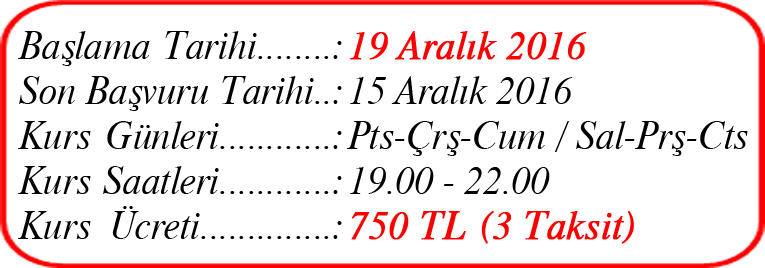 Başlama Tarihi........: 19 Aralık 2016
Son Başvuru Tarihi..: 15 Aralık 2016
Kurs Günleri............: Pts-Çrş-Cum / Sal-Prş-Cts
Kurs Saatleri............: 19.00 - 22.00
Kurs Ücreti..............: 750 TL (3 Taksit)